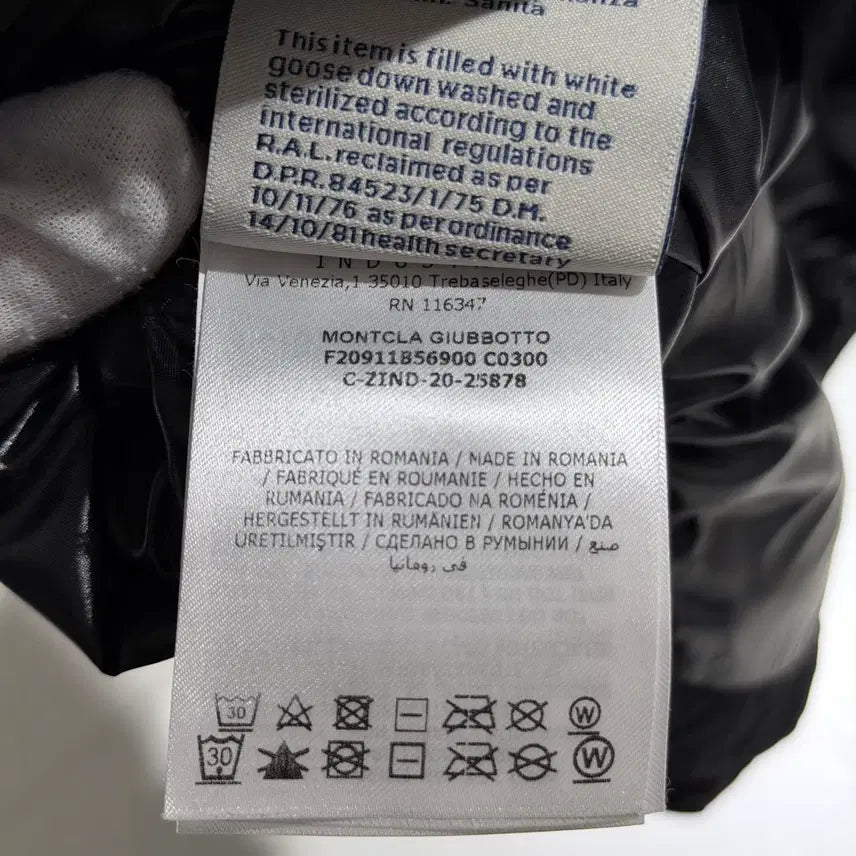 Sanità
This item is filled with white
goose down washed and
sterilized according to the
international regulations
R.A.L. reclaimed as per
D.P.R. 84523/1/75 D.M.
10/11/76 as per ordinance
14/10/81 health secretary
Via Venezia,1 35010 Trebaseleghe(PD) Italy
RN 116347
MONTCLA GIUBBOTTO
F20911B56900 C0300
C-ZIND-20-25878
FABBRICATO IN ROMANIA / MADE IN ROMANIA
/ FABRIQUÉ EN ROUMANIE / HECHO EN
RUMANIA / FABRICADO NA ROMÉNIA /
HERGESTELLT IN RUMÄNIEN / ROMANYA'DA
URETILMIŞTIR / СДЕЛАНО В РУМЫНИИ / صنع
في رومانيا
30 W
30 W